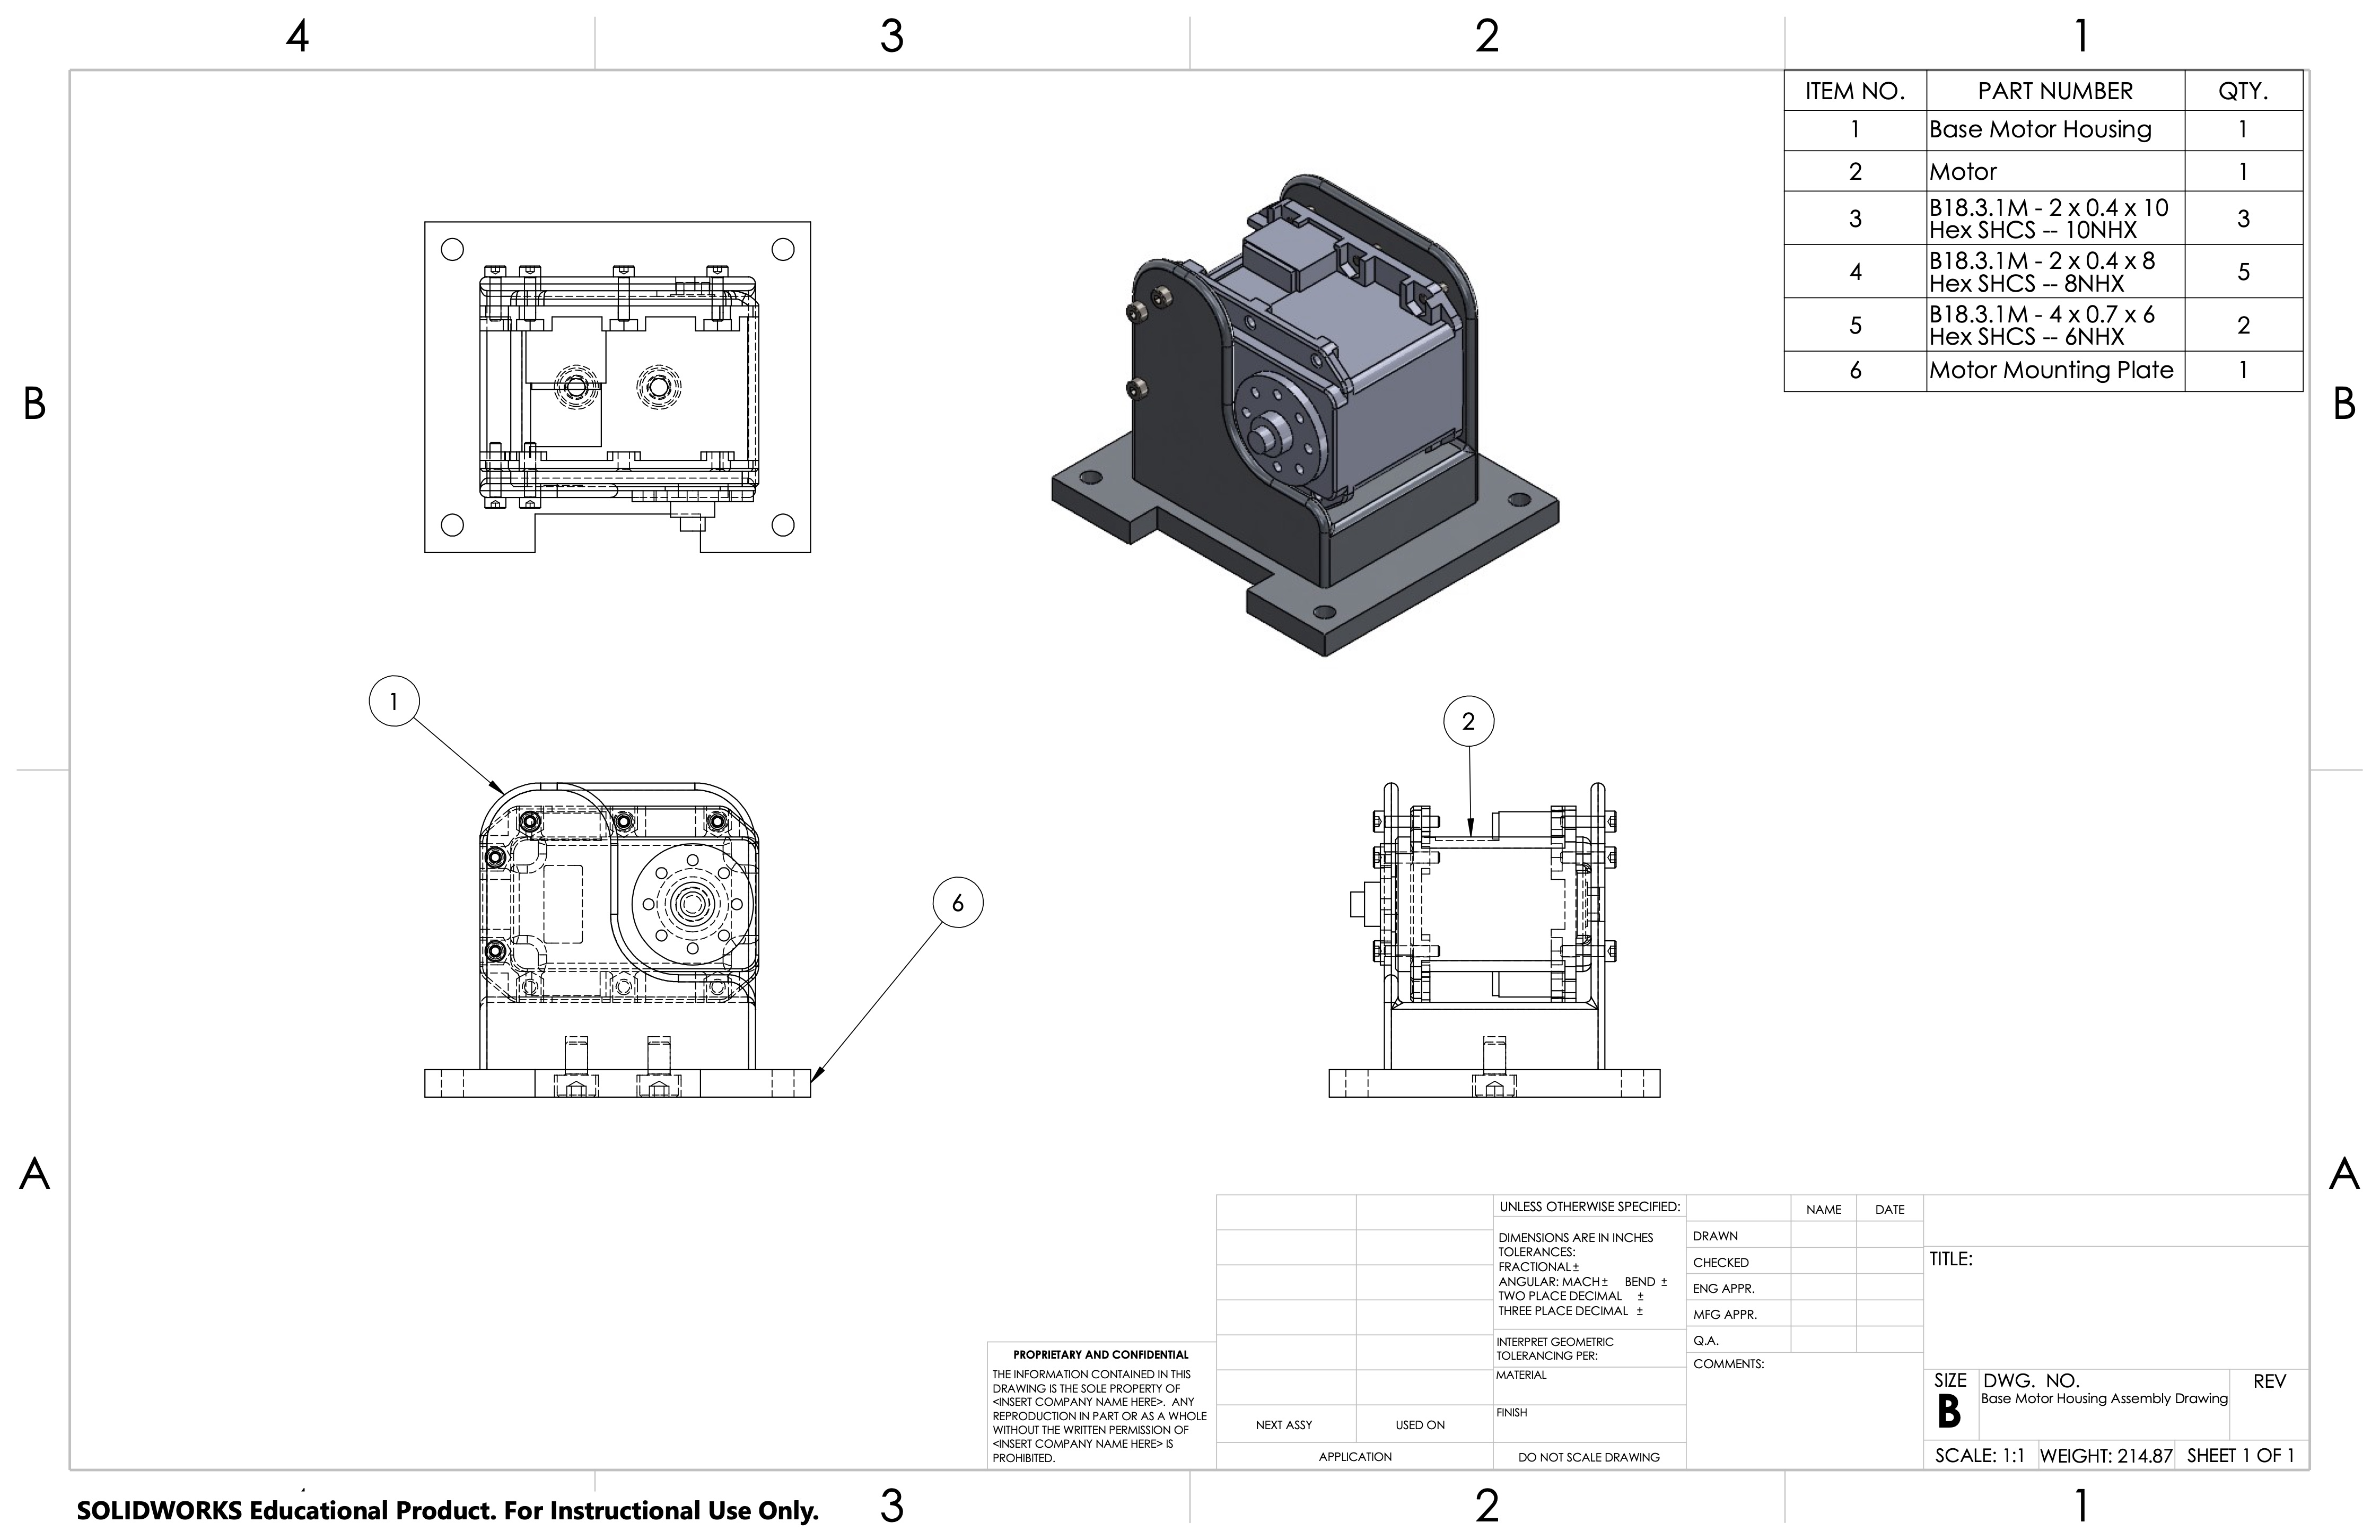 4 3 2 1
ITEM NO. PART NUMBER QTY.
1 Base Motor Housing 1
2 Motor 1
3 B18.3.1M - 2 x 0.4 x 10 3
Hex SHCS -- 10NHX
4 B18.3.1M - 2 x 0.4 x 8 5
Hex SHCS -- 8NHX
5 B18.3.1M - 4 x 0.7 x 6 2
Hex SHCS -- 6NHX
6 Motor Mounting Plate 1
B B
1
2
6
A A
UNLESS OTHERWISE SPECIFIED:
DIMENSIONS ARE IN INCHES
TOLERANCES:
FRACTIONAL ±
ANGULAR: MACH ± BEND ±
TWO PLACE DECIMAL ±
THREE PLACE DECIMAL ±
INTERPRET GEOMETRIC
TOLERANCING PER:
MATERIAL
FINISH
DO NOT SCALE DRAWING
NAME DATE
DRAWN
CHECKED
ENG APPR.
MFG APPR.
Q.A.
COMMENTS:
TITLE:
SIZE DWG. NO. REV
B Base Motor Housing Assembly Drawing
SCALE: 1:1 WEIGHT: 214.87 SHEET 1 OF 1
PROPRIETARY AND CONFIDENTIAL
THE INFORMATION CONTAINED IN THIS
DRAWING IS THE SOLE PROPERTY OF
<INSERT COMPANY NAME HERE>. ANY
REPRODUCTION IN PART OR AS A WHOLE
WITHOUT THE WRITTEN PERMISSION OF
<INSERT COMPANY NAME HERE> IS
PROHIBITED.
NEXT ASSY USED ON
APPLICATION
SOLIDWORKS Educational Product. For Instructional Use Only.
3 2 1